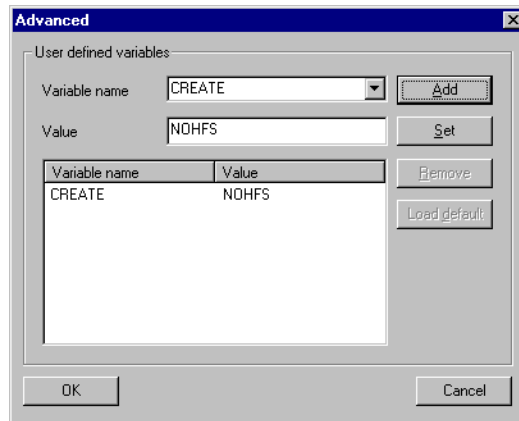 Advanced
User defined variables
Variable name CREATE Add
Value NOHFS Set
Variable name Value Remove
CREATE NOHFS
Load default
OK Cancel